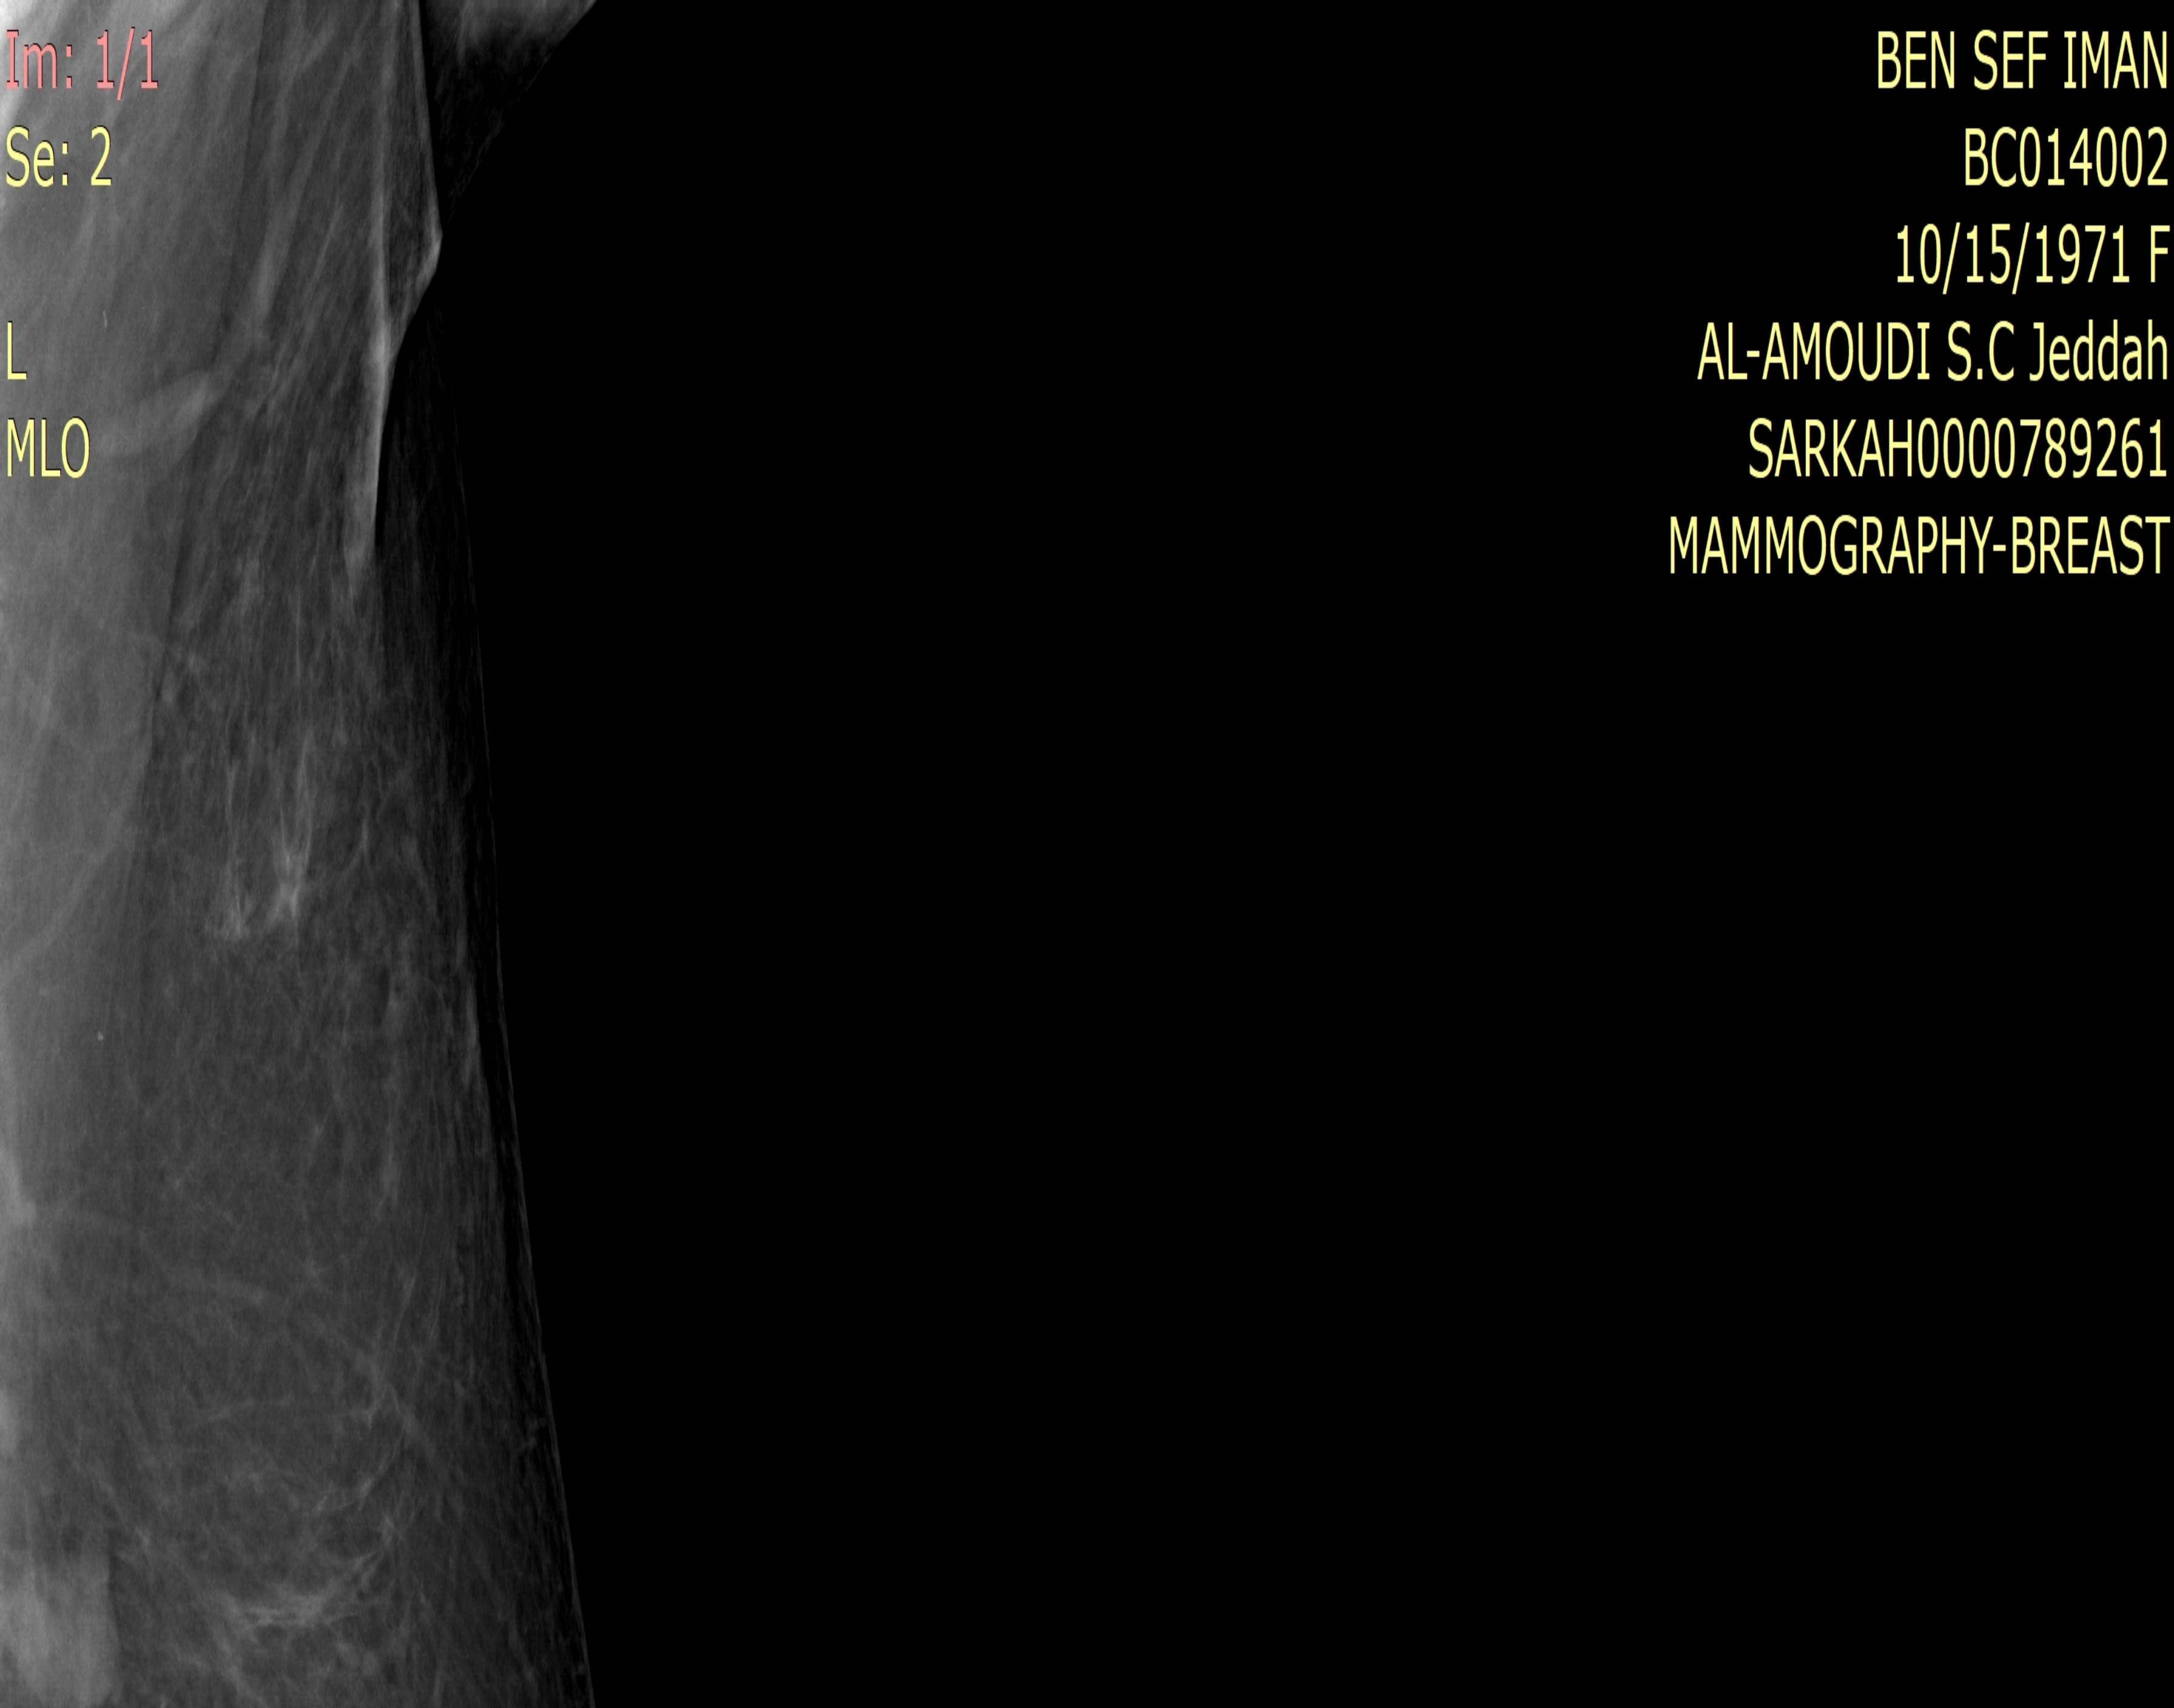 Im: 1/1
Se: 2
L
MLO
BEN SEF IMAN
BC014002
10/15/1971 F
AL-AMOUDI S.C Jeddah
SARKAH0000789261
MAMMOGRAPHY-BREAST